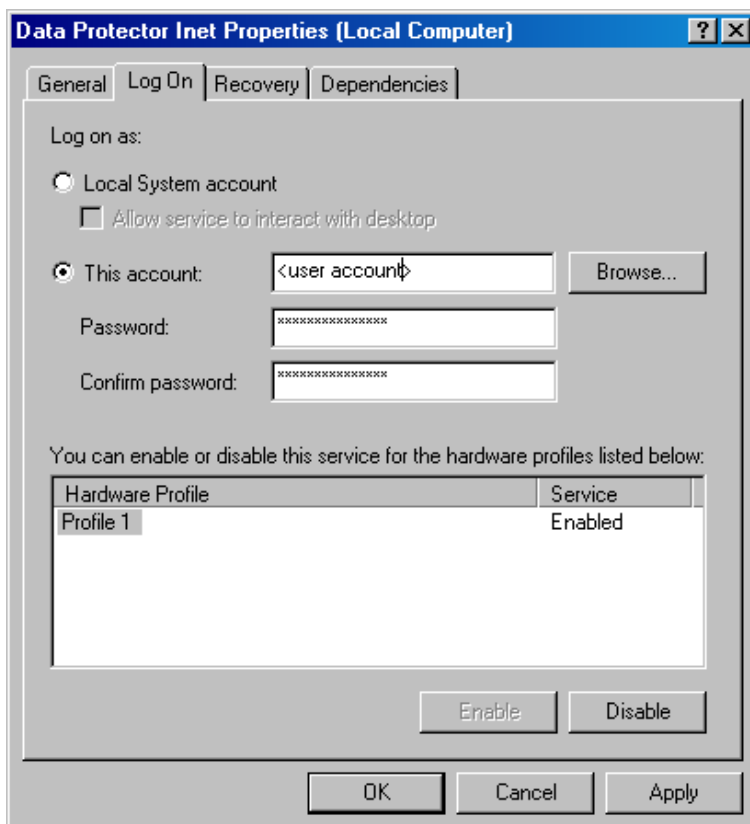 Data Protector Inet Properties (Local Computer)
General Log On Recovery Dependencies
Log on as:
Local System account
Allow service to interact with desktop
This account: <user account> Browse...
Password: ***************
Confirm password: ***************
You can enable or disable this service for the hardware profiles listed below:
Hardware Profile Service
Profile 1 Enabled
Enable Disable
OK Cancel Apply